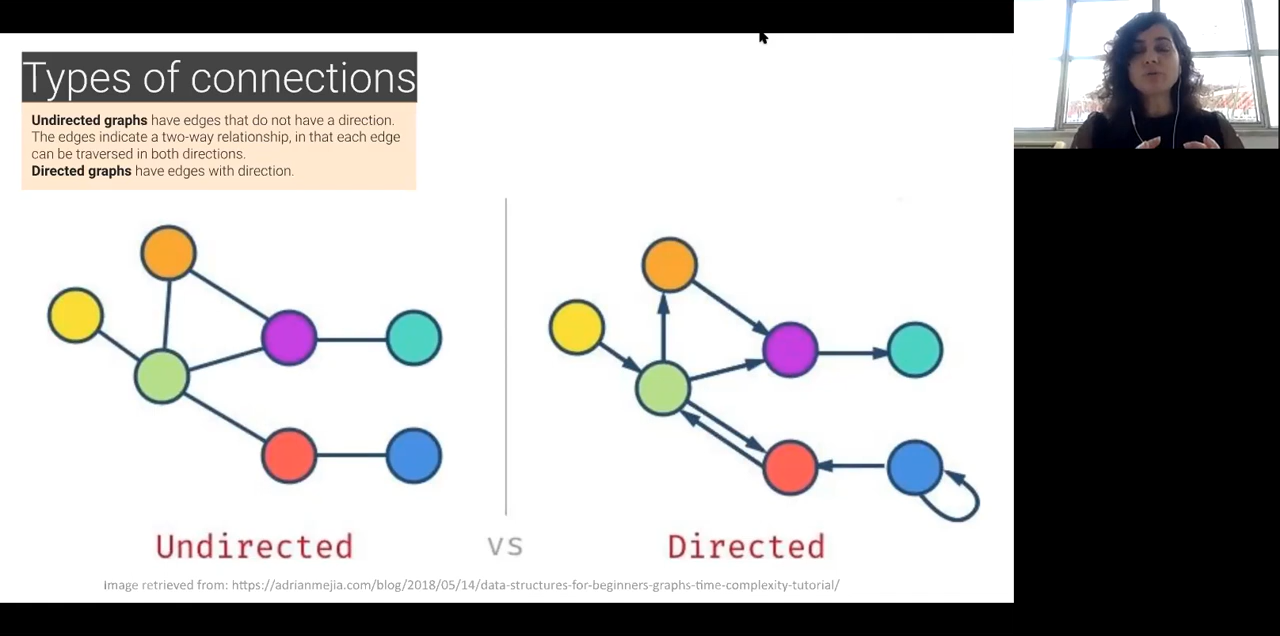 Types of connections
Undirected graphs have edges that do not have a direction.
The edges indicate a two-way relationship, in that each edge
can be traversed in both directions.
Directed graphs have edges with direction.
Undirected
vs
Directed
Image retrieved from: https://adrianmejia.com/blog/2018/05/14/data-structures-for-beginners-graphs-time-complexity-tutorial/